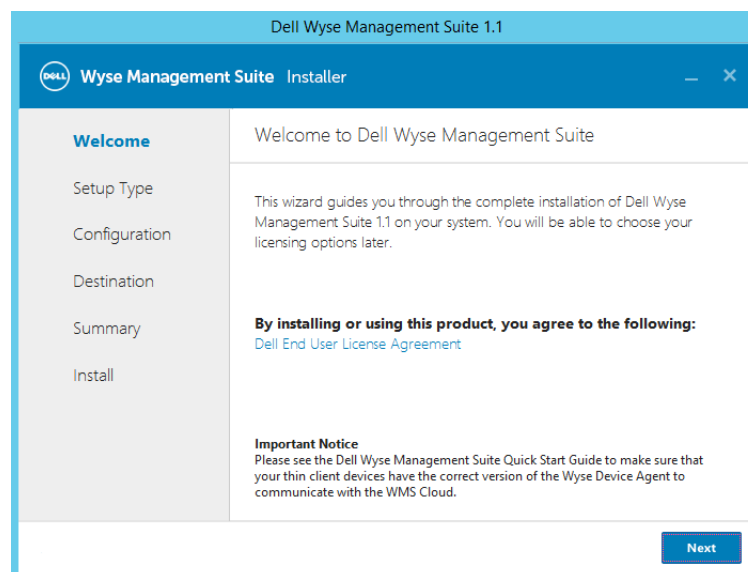 Dell Wyse Management Suite 1.1
DELL Wyse Management Suite Installer
Welcome
Setup Type
Configuration
Destination
Summary
Install
Welcome to Dell Wyse Management Suite
This wizard guides you through the complete installation of Dell Wyse
Management Suite 1.1 on your system. You will be able to choose your
licensing options later.
By installing or using this product, you agree to the following:
Dell End User License Agreement
Important Notice
Please see the Dell Wyse Management Suite Quick Start Guide to make sure that
your thin client devices have the correct version of the Wyse Device Agent to
communicate with the WMS Cloud.
Next